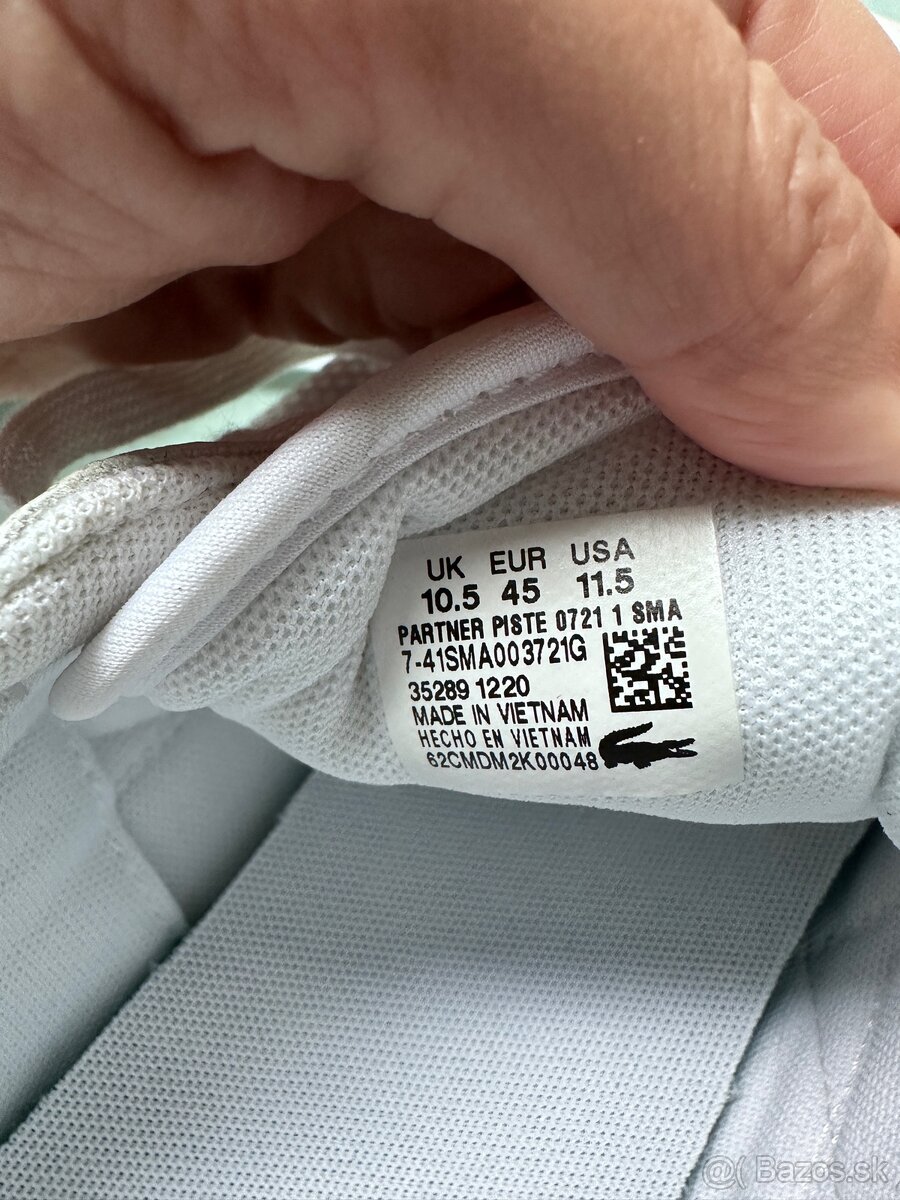 UK EUR USA
10.5 45 11.5
PARTNER PISTE 0721 1 SMA
7-41SMA003721G
35289 1220
MADE IN VIETNAM
HECHO EN VIETNAM
62CMDM2K00048
Bazos.sk